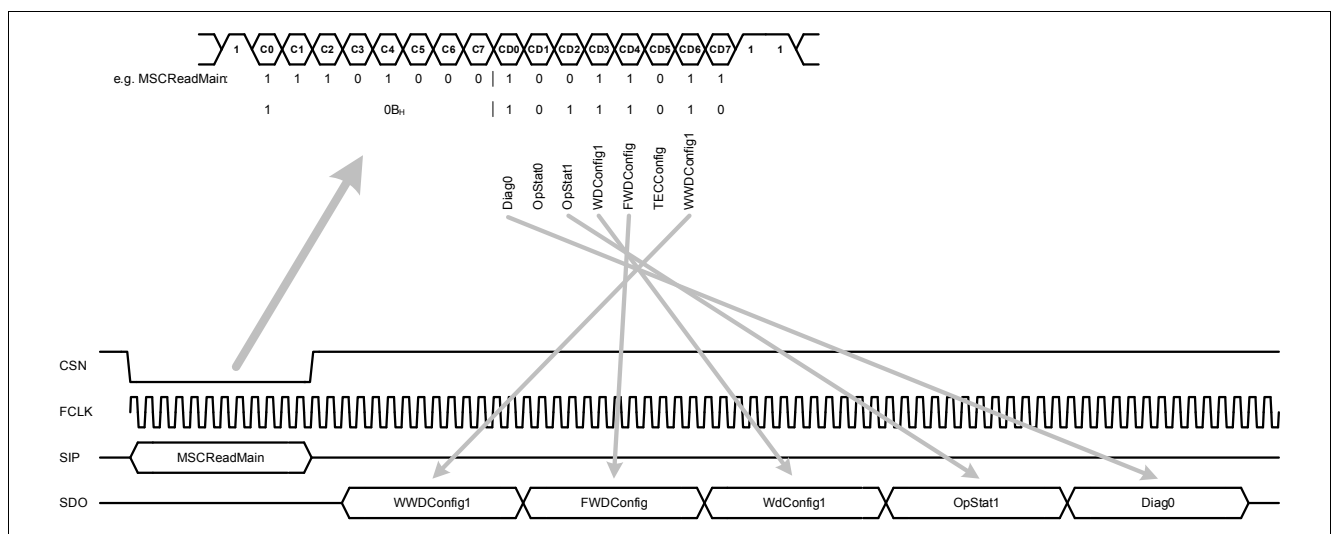 1 C0 C1 C2 C3 C4 C5 C6 C7 CD0 CD1 CD2 CD3 CD4 CD5 CD6 CD7 1 1
e.g. MSCReadMain: 1 1 1 0 1 0 0 0 | 1 0 0 1 1 0 1 1
1 0BH | 1 0 1 1 1 0 1 0
Diag0
OpStat0
OpStat1
WDConfig1
FWDConfig
TECCConfig
WWDConfig1
CSN
FCLK
SIP MSCReadMain
SDO WWDConfig1 FWDConfig WdConfig1 OpStat1 Diag0